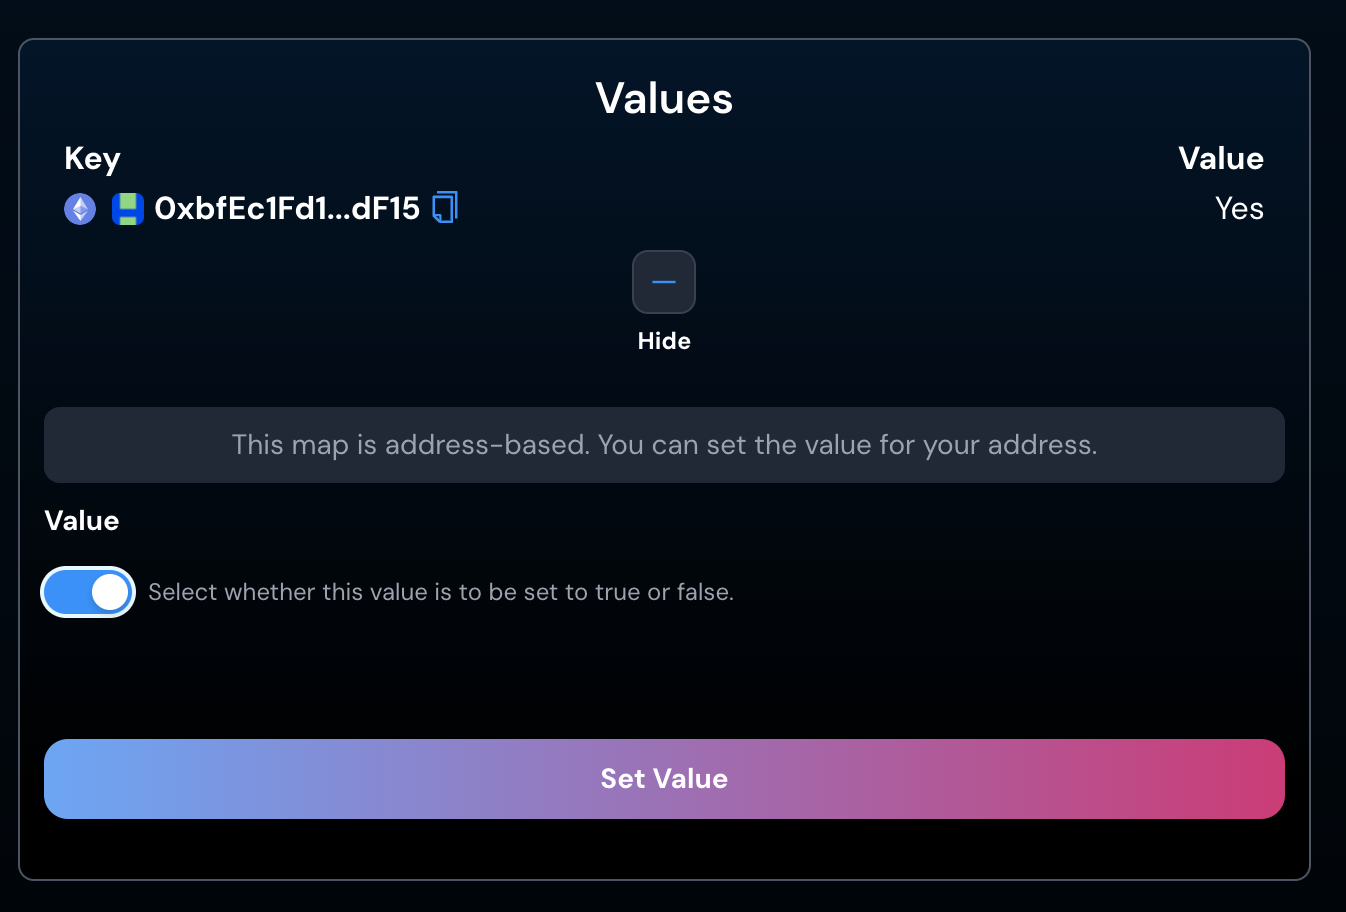 Values
Key Value
0xbfEc1Fd1...dF15 Yes
Hide
This map is address-based. You can set the value for your address.
Value
Select whether this value is to be set to true or false.
Set Value